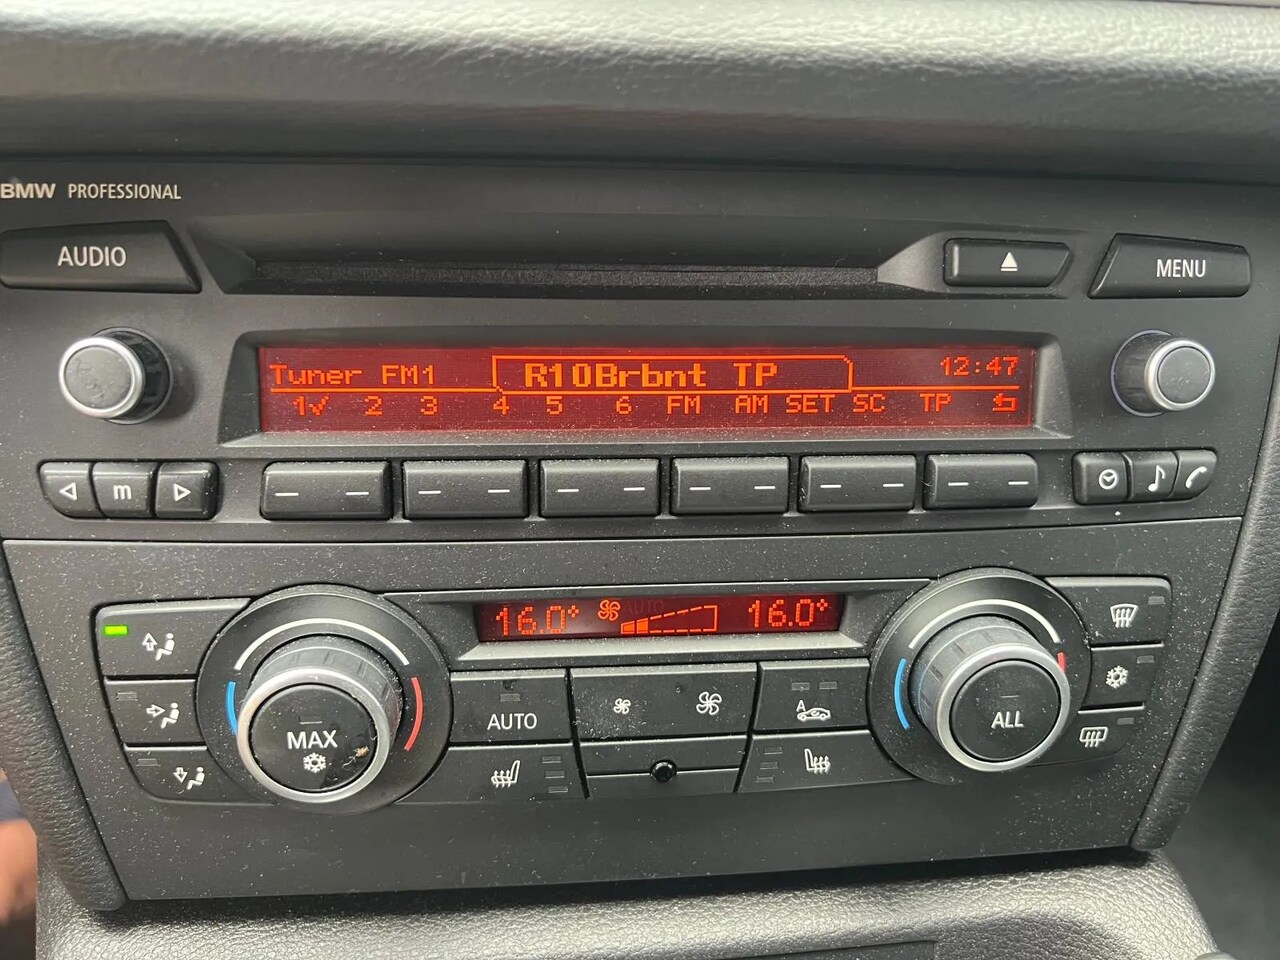 BMW PROFESSIONAL
AUDIO
MENU
Tuner FM1 R10Brbnt TP 12:47
1✓ 2 3 4 5 6 FM AM SET SC TP
m
16.0° AUTO 16.0°
AUTO
A
MAX
ALL